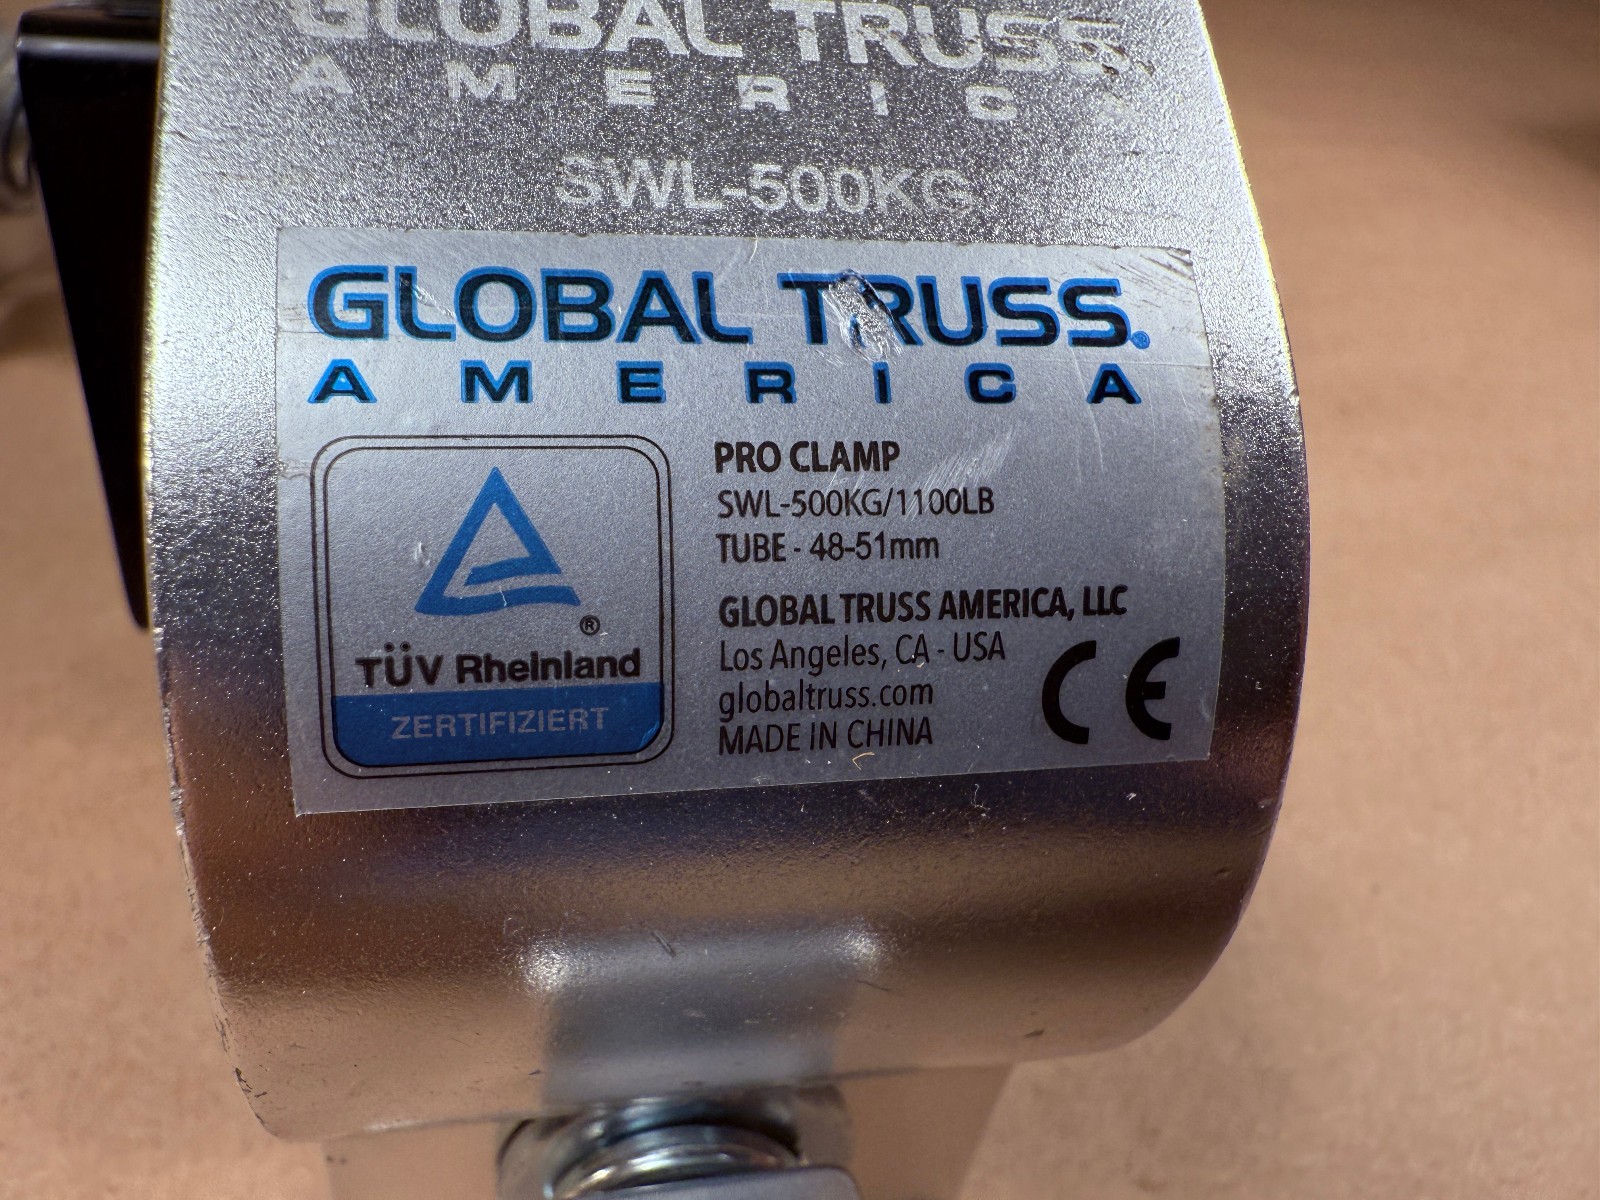 GLOBAL TRUSS
AMERICA
SWL-500KG
GLOBAL TRUSS®
AMERICA
®
TÜV Rheinland
ZERTIFIZIERT
PRO CLAMP
SWL-500KG/1100LB
TUBE - 48-51mm
GLOBAL TRUSS AMERICA, LLC
Los Angeles, CA - USA
globaltruss.com
MADE IN CHINA
CE